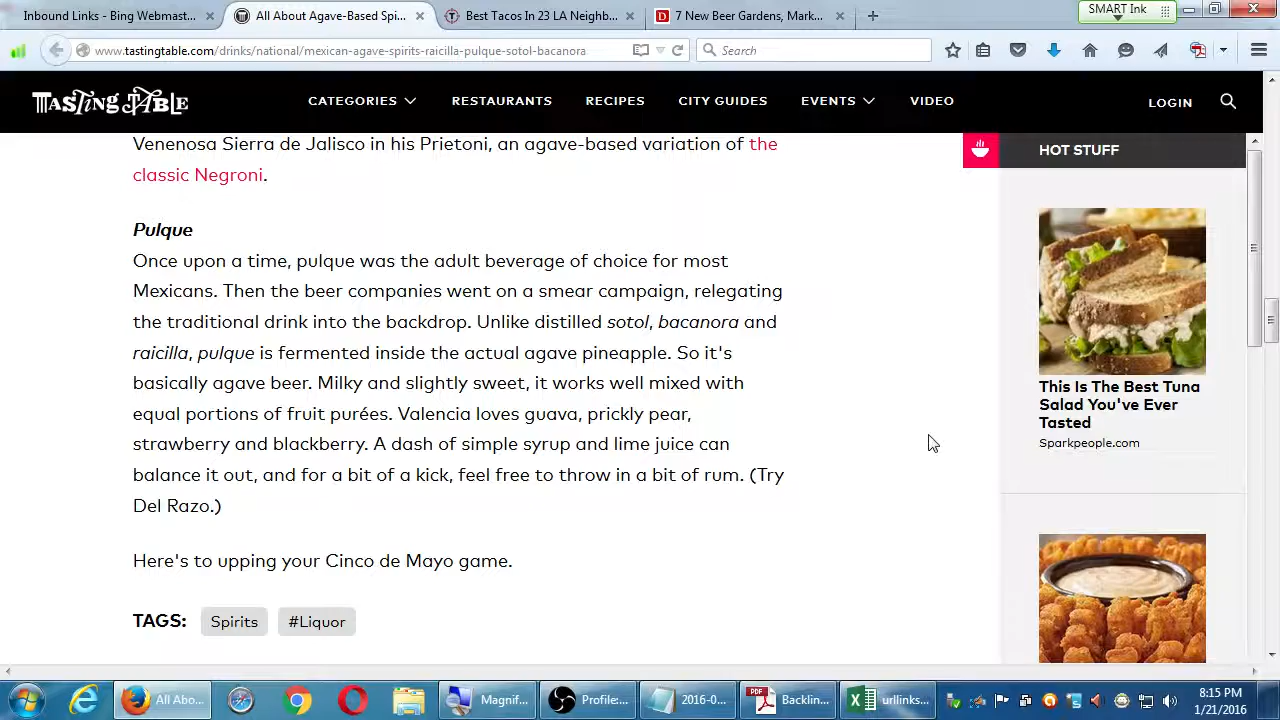 Inbound Links - Bing Webmast...
All About Agave-Based Spi...
Best Tacos In 23 LA Neighb...
7 New Beer Gardens, Mark...
SMART Ink
www.tastingtable.com/drinks/national/mexican-agave-spirits-raicilla-pulque-sotol-bacanora
Search
TASTING TABLE
CATEGORIES
RESTAURANTS
RECIPES
CITY GUIDES
EVENTS
VIDEO
LOGIN
Venenosa Sierra de Jalisco in his Prietoni, an agave-based variation of the
classic Negroni.
Pulque
Once upon a time, pulque was the adult beverage of choice for most
Mexicans. Then the beer companies went on a smear campaign, relegating
the traditional drink into the backdrop. Unlike distilled sotol, bacanora and
raicilla, pulque is fermented inside the actual agave pineapple. So it's
basically agave beer. Milky and slightly sweet, it works well mixed with
equal portions of fruit purées. Valencia loves guava, prickly pear,
strawberry and blackberry. A dash of simple syrup and lime juice can
balance it out, and for a bit of a kick, feel free to throw in a bit of rum. (Try
Del Razo.)
Here's to upping your Cinco de Mayo game.
TAGS:
Spirits
#Liquor
HOT STUFF
This Is The Best Tuna
Salad You've Ever
Tasted
Sparkpeople.com
All Abo...
Magnif...
Profile:...
2016-0...
PDF
Backlin...
urllinks...
8:15 PM
1/21/2016